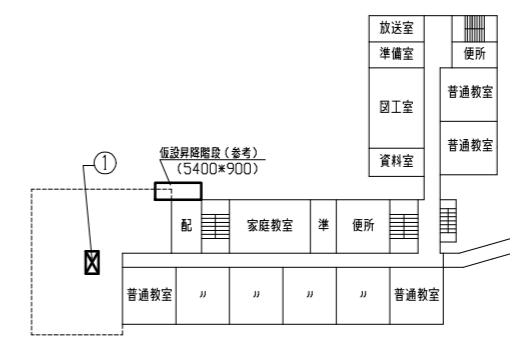 放送室
準備室
便所
図工室
普通教室
普通教室
資料室
①
仮設昇降階段(参考)
(5400*900)
配
家庭教室
準
便所
普通教室
〃
〃
〃
〃
普通教室